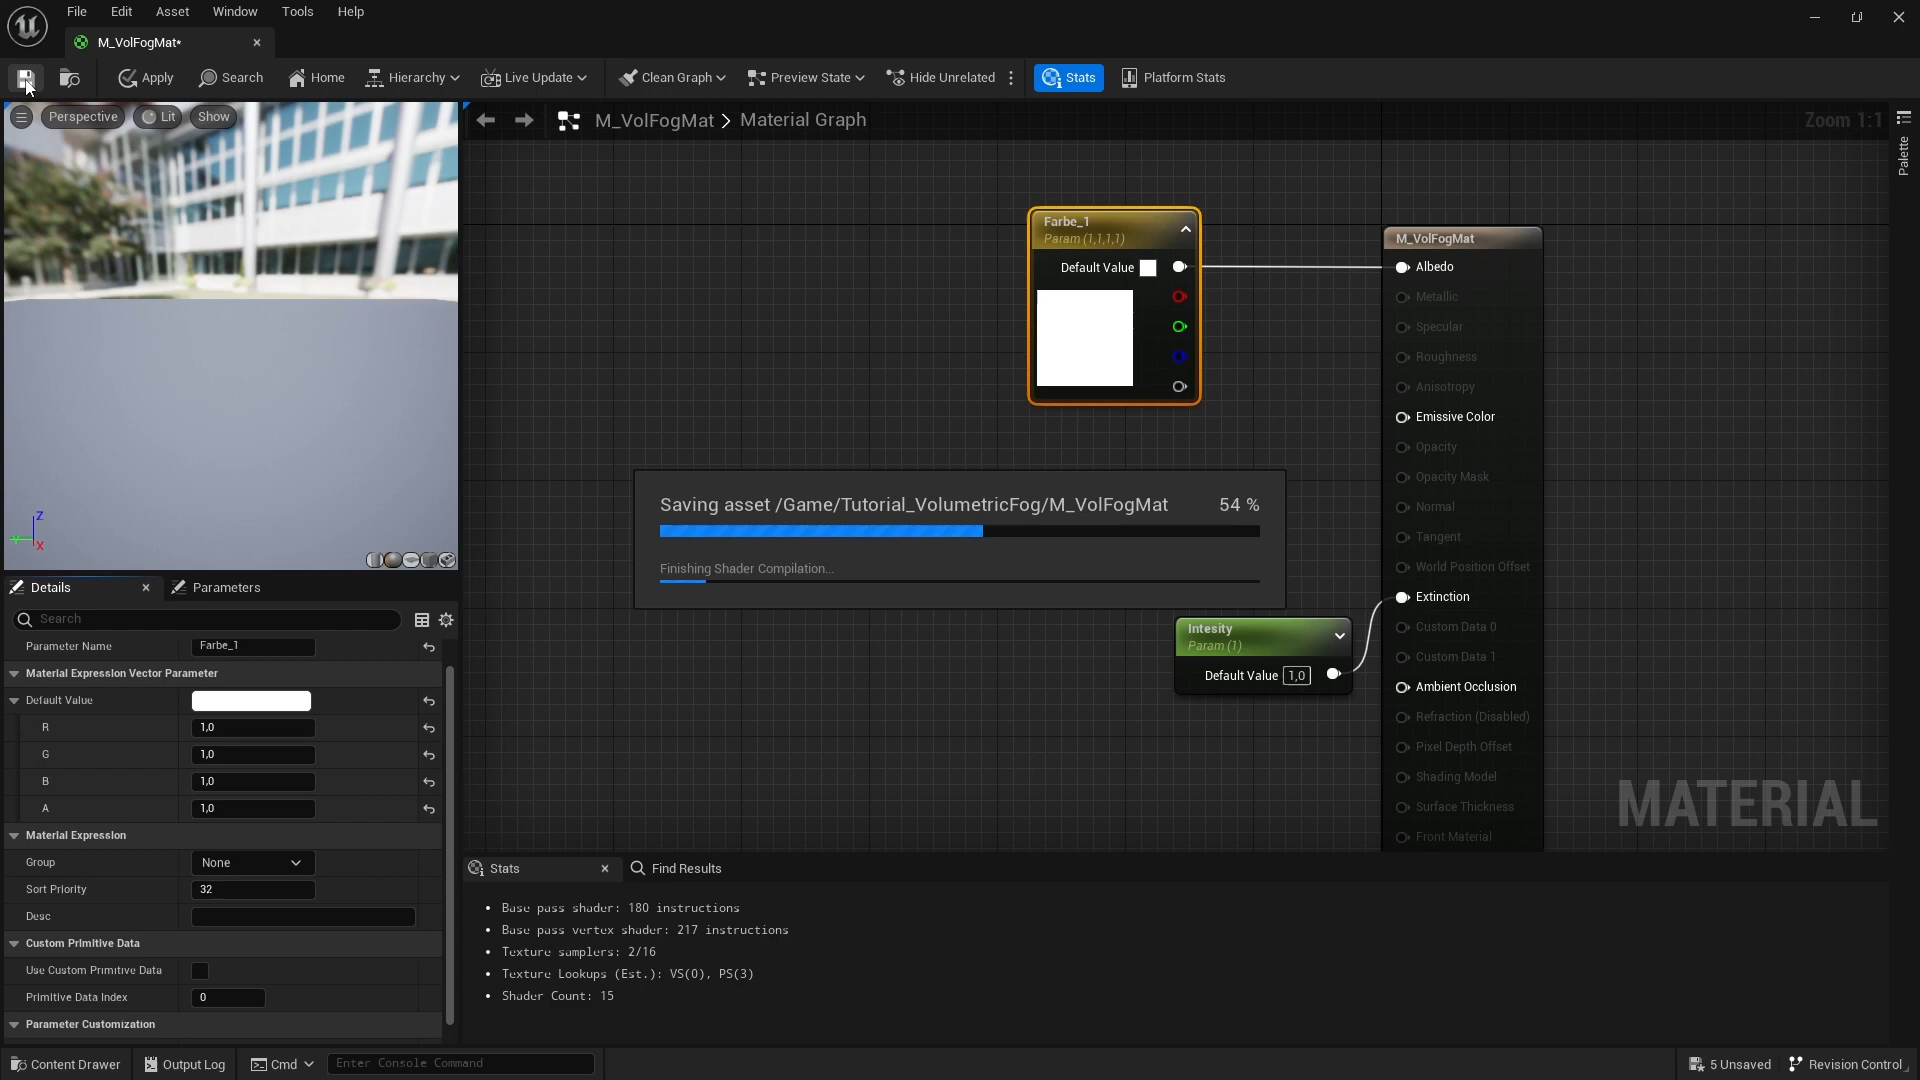 File Edit Asset Window Tools Help
M_VolFogMat*
Apply Search Home Hierarchy Live Update Clean Graph Preview State Hide Unrelated Stats Platform Stats
Perspective Lit Show
M_VolFogMat > Material Graph
Zoom 1:1
Palette
Farbe_1
Param (1,1,1,1)
Default Value
M_VolFogMat
Albedo
Metallic
Specular
Roughness
Anisotropy
Emissive Color
Opacity
Opacity Mask
Normal
Tangent
World Position Offset
Extinction
Custom Data 0
Custom Data 1
Ambient Occlusion
Refraction (Disabled)
Pixel Depth Offset
Shading Model
Surface Thickness
Front Material
Saving asset /Game/Tutorial_VolumetricFog/M_VolFogMat 54 %
Finishing Shader Compilation...
Intesity
Param (1)
Default Value 1,0
MATERIAL
Z
Y
X
Details Parameters
Search
Parameter Name Farbe_1
Material Expression Vector Parameter
Default Value
R 1,0
G 1,0
B 1,0
A 1,0
Material Expression
Group None
Sort Priority 32
Desc
Custom Primitive Data
Use Custom Primitive Data
Primitive Data Index 0
Parameter Customization
Stats Find Results
• Base pass shader: 180 instructions
• Base pass vertex shader: 217 instructions
• Texture samplers: 2/16
• Texture Lookups (Est.): VS(0), PS(3)
• Shader Count: 15
Content Drawer Output Log Cmd Enter Console Command 5 Unsaved Revision Control